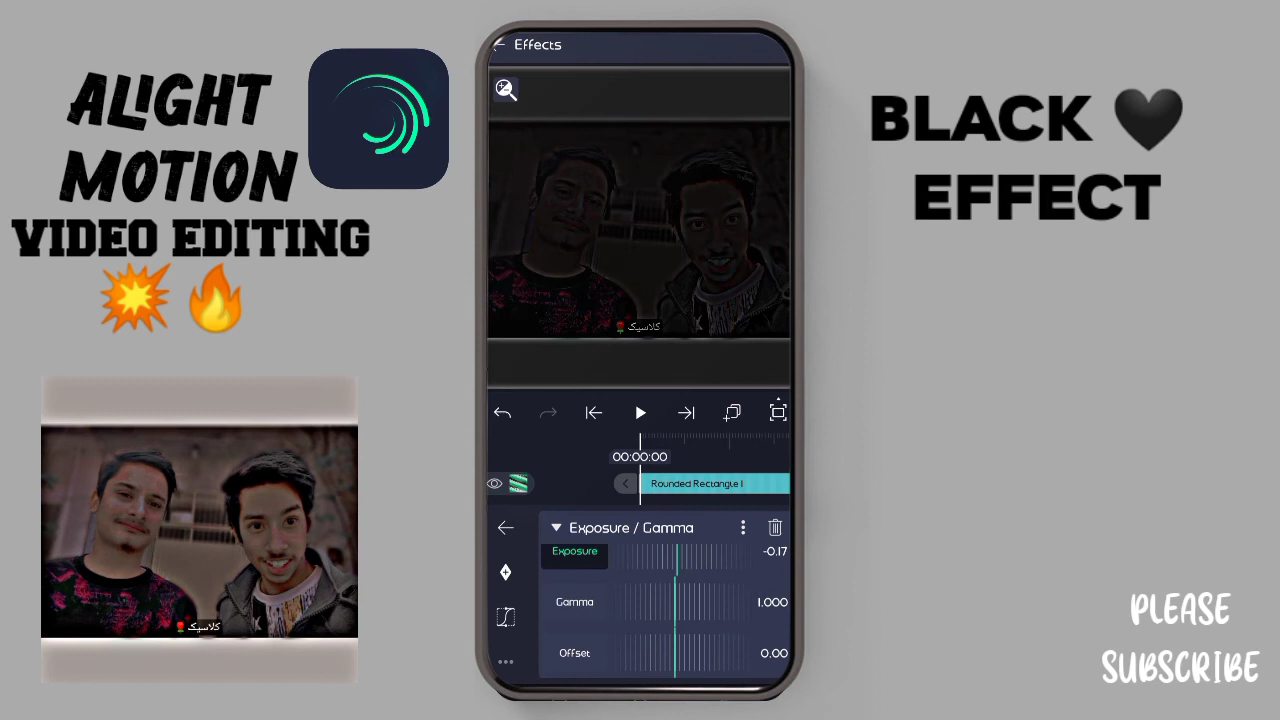 ALIGHT
MOTION
VIDEO EDITING
💥 🔥
کلاسیک🌹
Effects
کلاسیک🌹
00:00:00
Rounded Rectangle 1
Exposure / Gamma
Exposure
-0.17
Gamma
1.000
Offset
0.00
BLACK 🖤
EFFECT
PLEASE
SUBSCRIBE